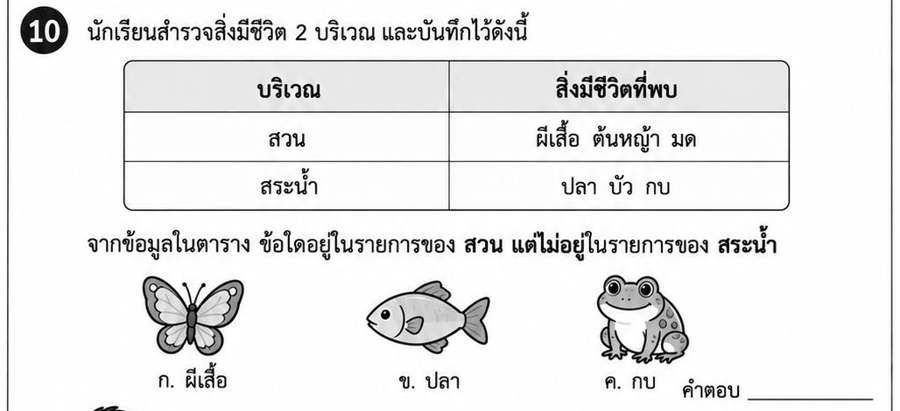 10 นักเรียนสำรวจสิ่งมีชีวิต 2 บริเวณ และบันทึกไว้ดังนี้
บริเวณ สิ่งมีชีวิตที่พบ
สวน ผีเสื้อ ต้นหญ้า มด
สระน้ำ ปลา บัว กบ
จากข้อมูลในตาราง ข้อใดอยู่ในรายการของ สวน แต่ไม่อยู่ในรายการของ สระน้ำ
ก. ผีเสื้อ ข. ปลา ค. กบ คำตอบ